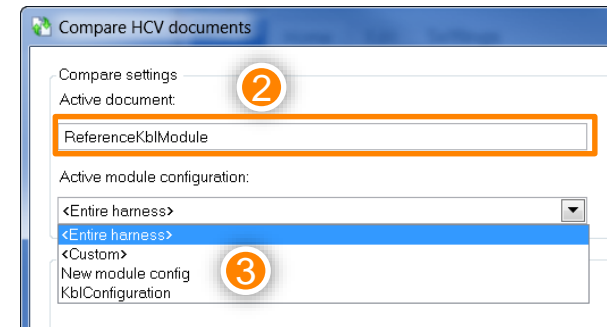 Compare HCV documents
Compare settings
2
Active document:
ReferenceKblModule
Active module configuration:
<Entire harness>
<Entire harness>
<Custom>
New module config
3
KblConfiguration